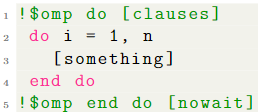 1 !$omp do [clauses]
2 do i = 1, n
3 [something]
4 end do
5 !$omp end do [nowait]